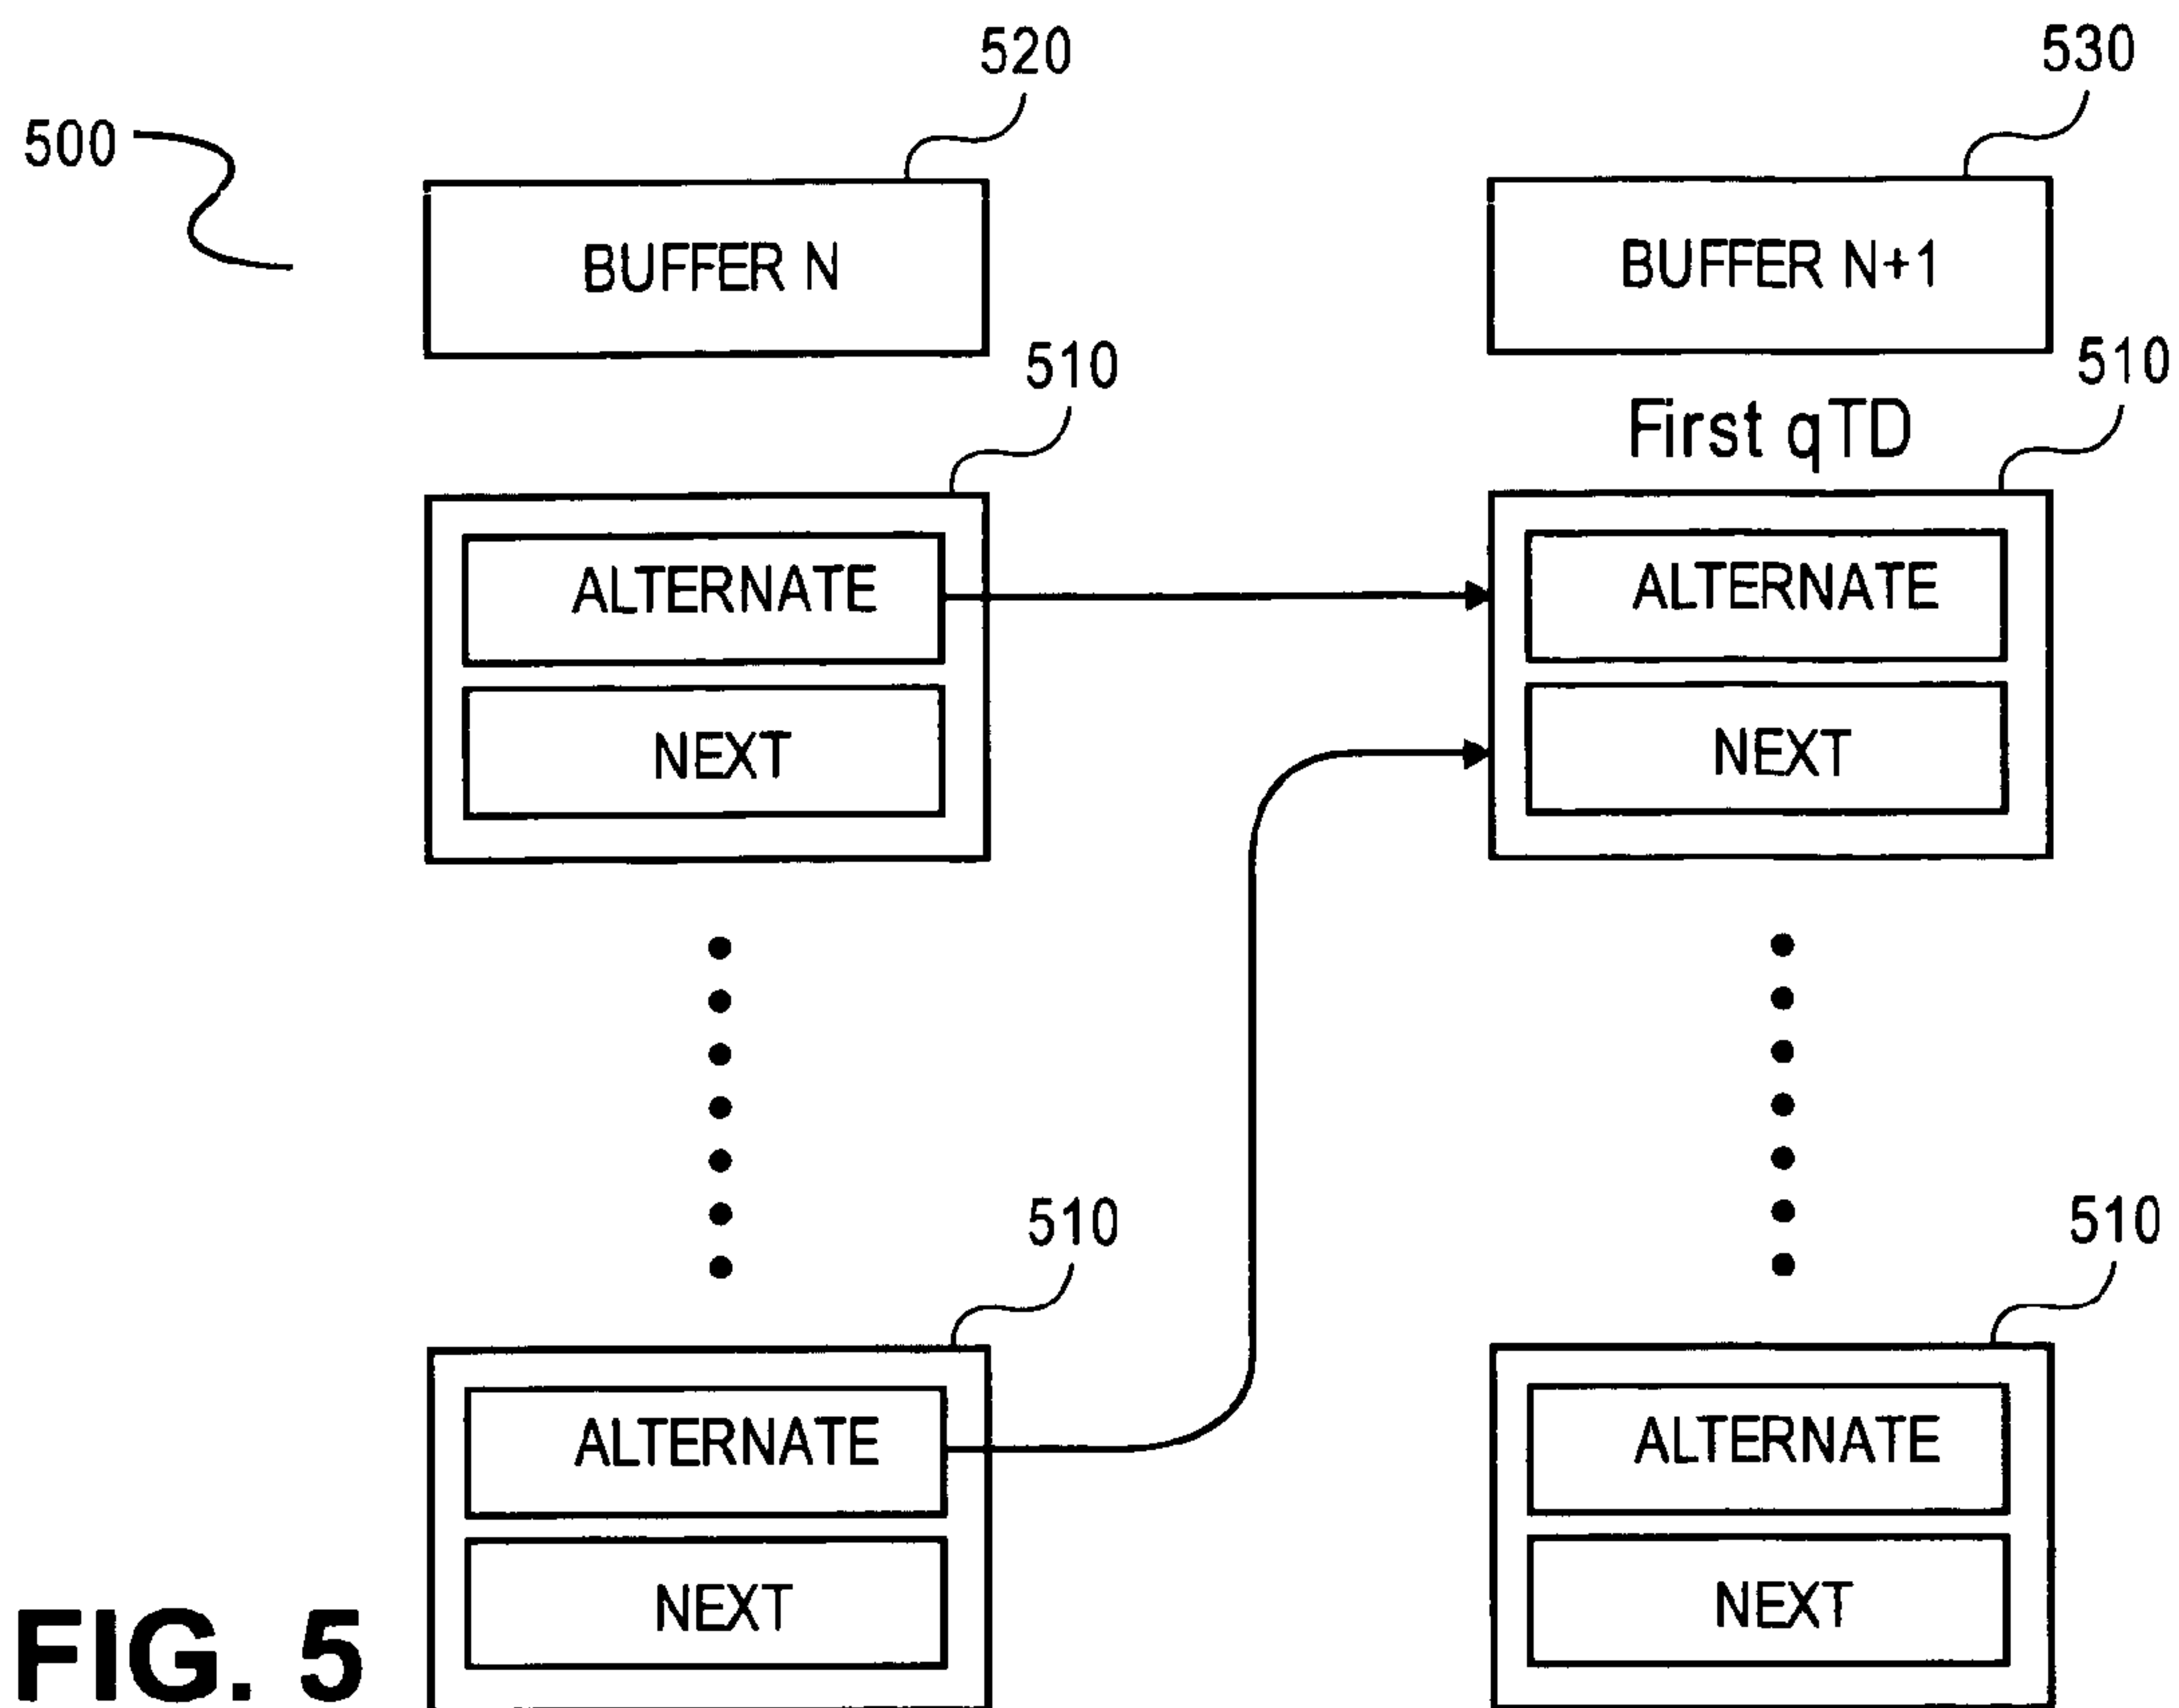 520
530
500
BUFFER N
BUFFER N+1
510
510
First qTD
ALTERNATE
ALTERNATE
NEXT
NEXT
510
510
ALTERNATE
ALTERNATE
NEXT
NEXT
FIG. 5